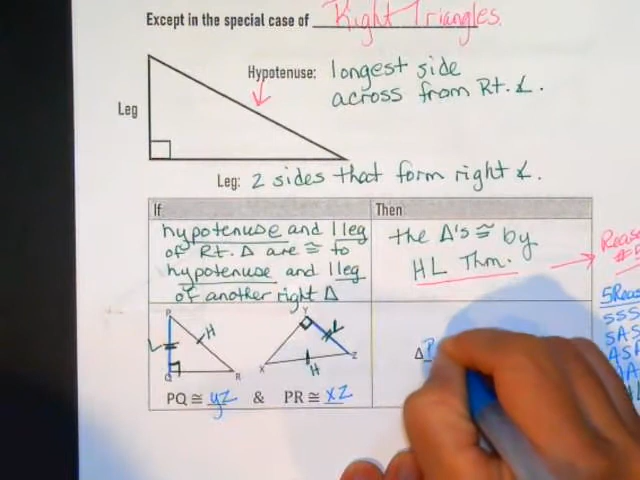 Except in the special case of Right Triangles.
Hypotenuse: longest side
across from Rt. ∡.
Leg
Leg: 2 sides that form right ∡.
If
Then
hypotenuse and 1 leg
of Rt. Δ are ≅ to
hypotenuse and 1 leg
of another right Δ
the Δ's ≅ by
HL Thm.
Reaso
5 Reas
SSS
SAS
ASA
P
L
H
Q
R
Y
L
X
H
Z
PQ ≅ YZ & PR ≅ XZ
Δ P